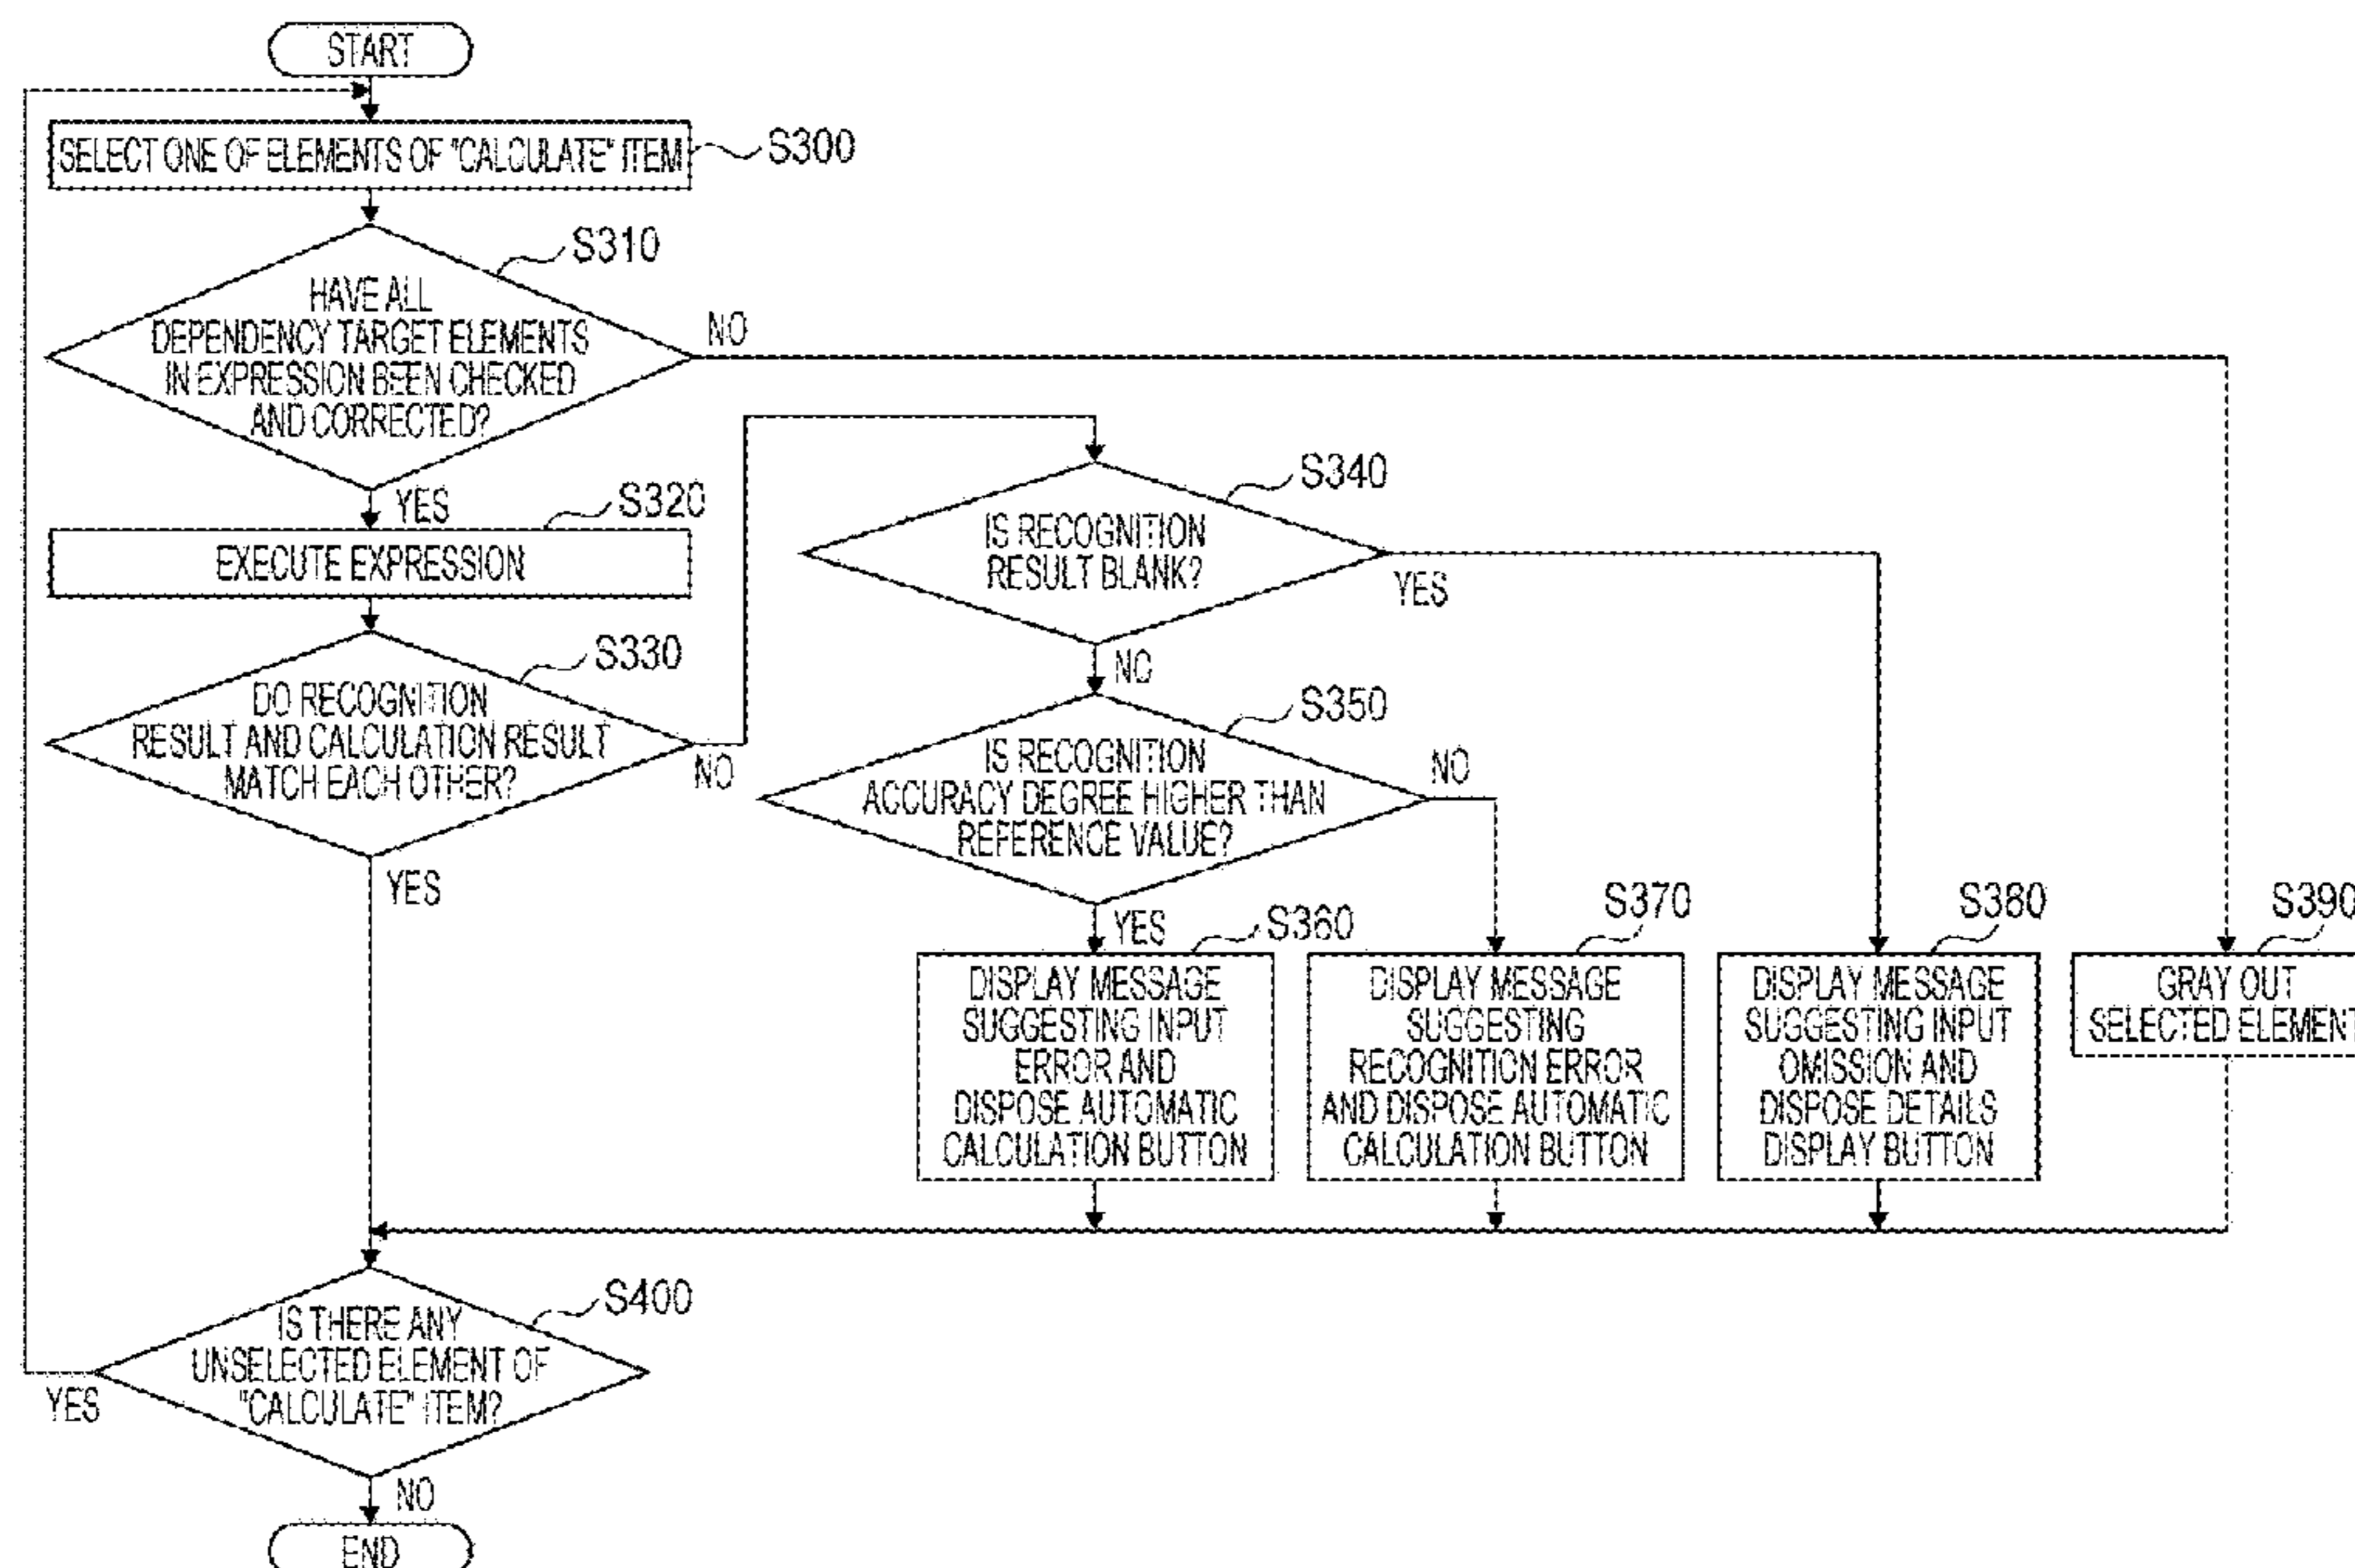 START
SELECT ONE OF ELEMENTS OF "CALCULATE" ITEM
S300
S310
HAVE ALL
DEPENDENCY TARGET ELEMENTS
IN EXPRESSION BEEN CHECKED
AND CORRECTED?
NO
YES
S320
EXECUTE EXPRESSION
S330
DO RECOGNITION
RESULT AND CALCULATION RESULT
MATCH EACH OTHER?
NO
YES
S340
IS RECOGNITION
RESULT BLANK?
YES
NO
S350
IS RECOGNITION
ACCURACY DEGREE HIGHER THAN
REFERENCE VALUE?
NO
YES
S360
DISPLAY MESSAGE
SUGGESTING INPUT
ERROR AND
DISPOSE AUTOMATIC
CALCULATION BUTTON
S370
DISPLAY MESSAGE
SUGGESTING
RECOGNITION ERROR
AND DISPOSE AUTOMATIC
CALCULATION BUTTON
S380
DISPLAY MESSAGE
SUGGESTING INPUT
OMISSION AND
DISPOSE DETAILS
DISPLAY BUTTON
S390
GRAY OUT
SELECTED ELEMENT
S400
IS THERE ANY
UNSELECTED ELEMENT OF
"CALCULATE" ITEM?
YES
NO
END